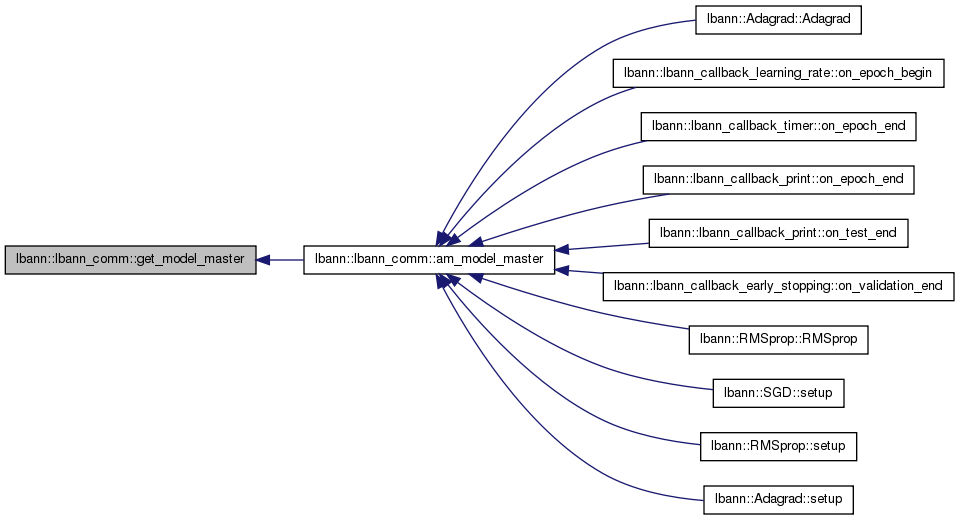 lbann::Adagrad::Adagrad
lbann::lbann_callback_learning_rate::on_epoch_begin
lbann::lbann_callback_timer::on_epoch_end
lbann::lbann_callback_print::on_epoch_end
lbann::lbann_callback_print::on_test_end
lbann::lbann_comm::get_model_master
lbann::lbann_comm::am_model_master
lbann::lbann_callback_early_stopping::on_validation_end
lbann::RMSprop::RMSprop
lbann::SGD::setup
lbann::RMSprop::setup
lbann::Adagrad::setup